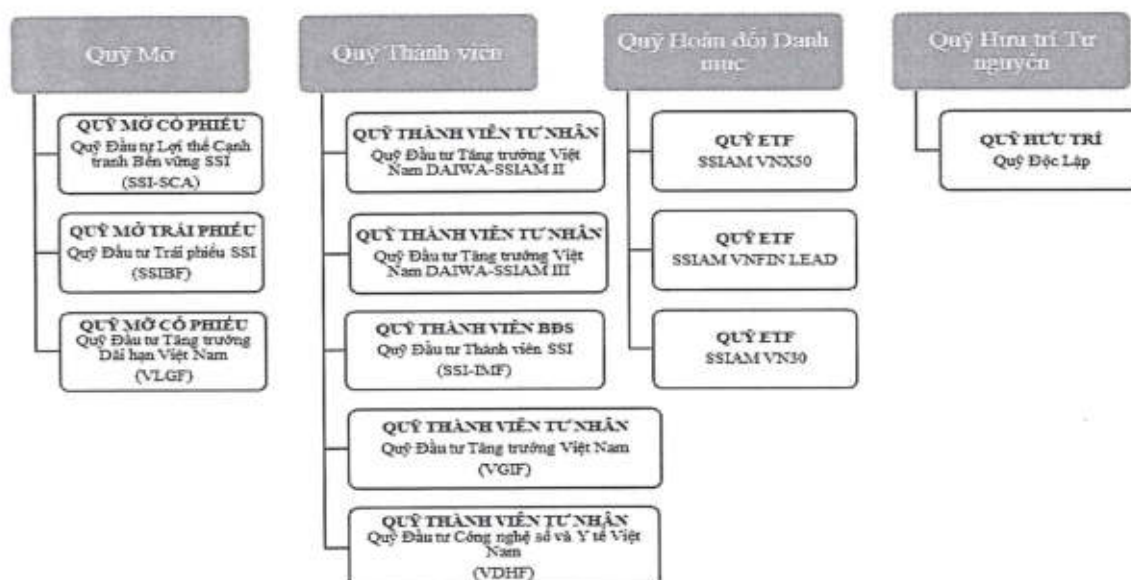 Quỹ Mở
QUỸ MỞ CỔ PHIẾU
Quỹ Đầu tư Lợi thế Cạnh
tranh Bền vững SSI
(SSI-SCA)
QUỸ MỞ TRÁI PHIẾU
Quỹ Đầu tư Trái phiếu SSI
(SSIBF)
QUỸ MỞ CỔ PHIẾU
Quỹ Đầu tư Tăng trưởng
Dài hạn Việt Nam
(VLGF)
Quỹ Thành viên
QUỸ THÀNH VIÊN TƯ NHÂN
Quỹ Đầu tư Tăng trưởng Việt
Nam DAIWA-SSIAM II
QUỸ THÀNH VIÊN TƯ NHÂN
Quỹ Đầu tư Tăng trưởng Việt
Nam DAIWA-SSIAM III
QUỸ THÀNH VIÊN BĐS
Quỹ Đầu tư Thành viên SSI
(SSI-IMF)
QUỸ THÀNH VIÊN TƯ NHÂN
Quỹ Đầu tư Tăng trưởng Việt Nam
(VGIF)
QUỸ THÀNH VIÊN TƯ NHÂN
Quỹ Đầu tư Công nghệ số và Y tế Việt
Nam
(VDHF)
Quỹ Hoán đổi Danh
mục
QUỸ ETF
SSIAM VNX50
QUỸ ETF
SSIAM VNFIN LEAD
QUỸ ETF
SSIAM VN30
Quỹ Hưu trí Tự
nguyện
QUỸ HƯU TRÍ
Quỹ Độc Lập